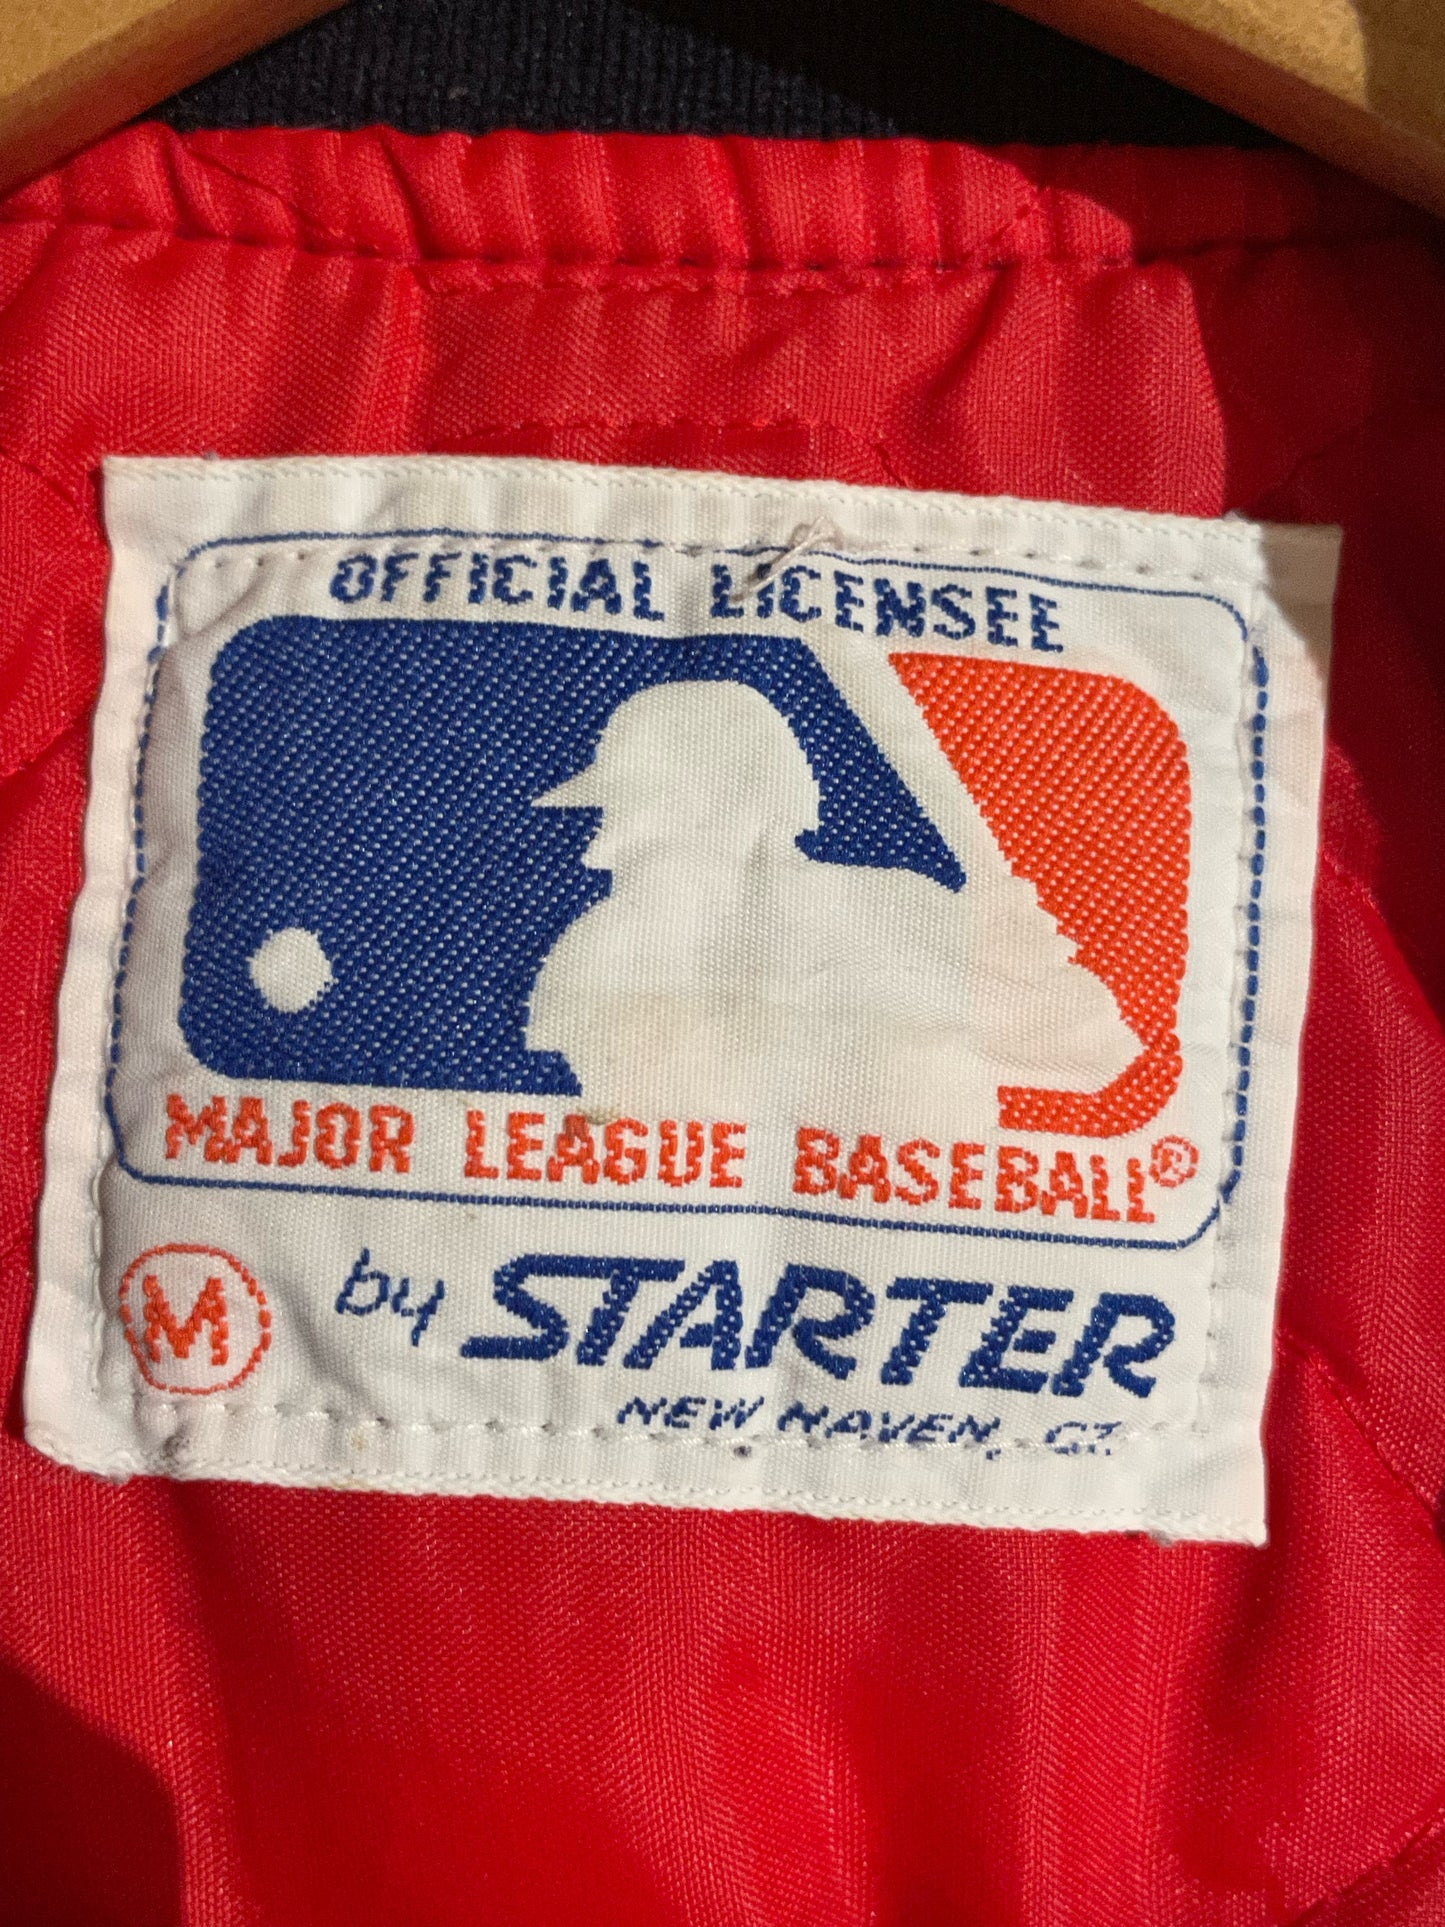 OFFICIAL LICENSEE
MAJOR LEAGUE BASEBALL®
M by STARTER
NEW HAVEN, CT.